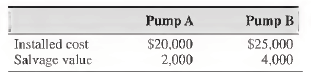 Pump A Pump B
Installed cost $20,000 $25,000
Salvage value 2,000 4,000